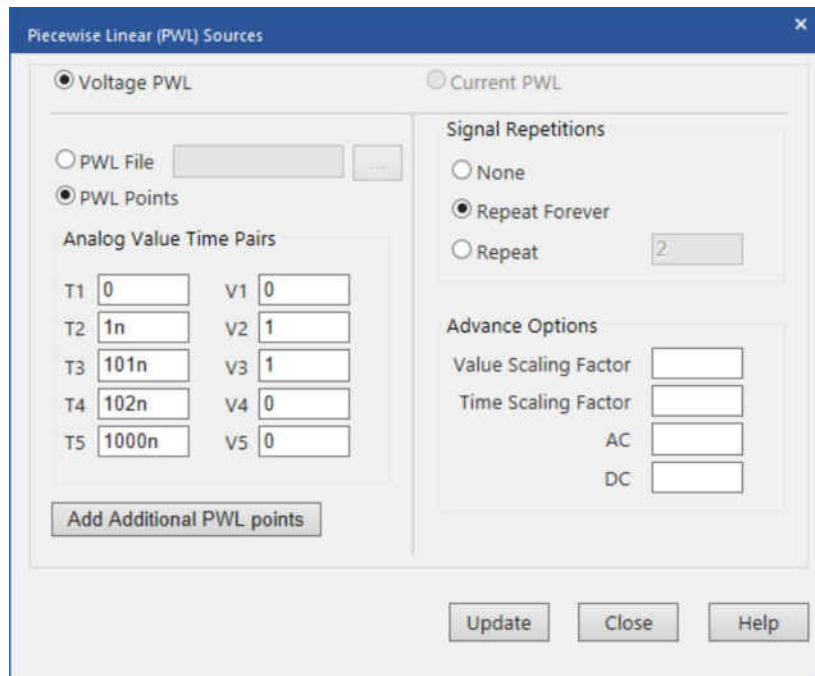 Piecewise Linear (PWL) Sources ×
Voltage PWL
Current PWL
PWL File ...
PWL Points
Analog Value Time Pairs
T1 0 V1 0
T2 1n V2 1
T3 101n V3 1
T4 102n V4 0
T5 1000n V5 0
Add Additional PWL points
Signal Repetitions
None
Repeat Forever
Repeat 2
Advance Options
Value Scaling Factor
Time Scaling Factor
AC
DC
Update Close Help